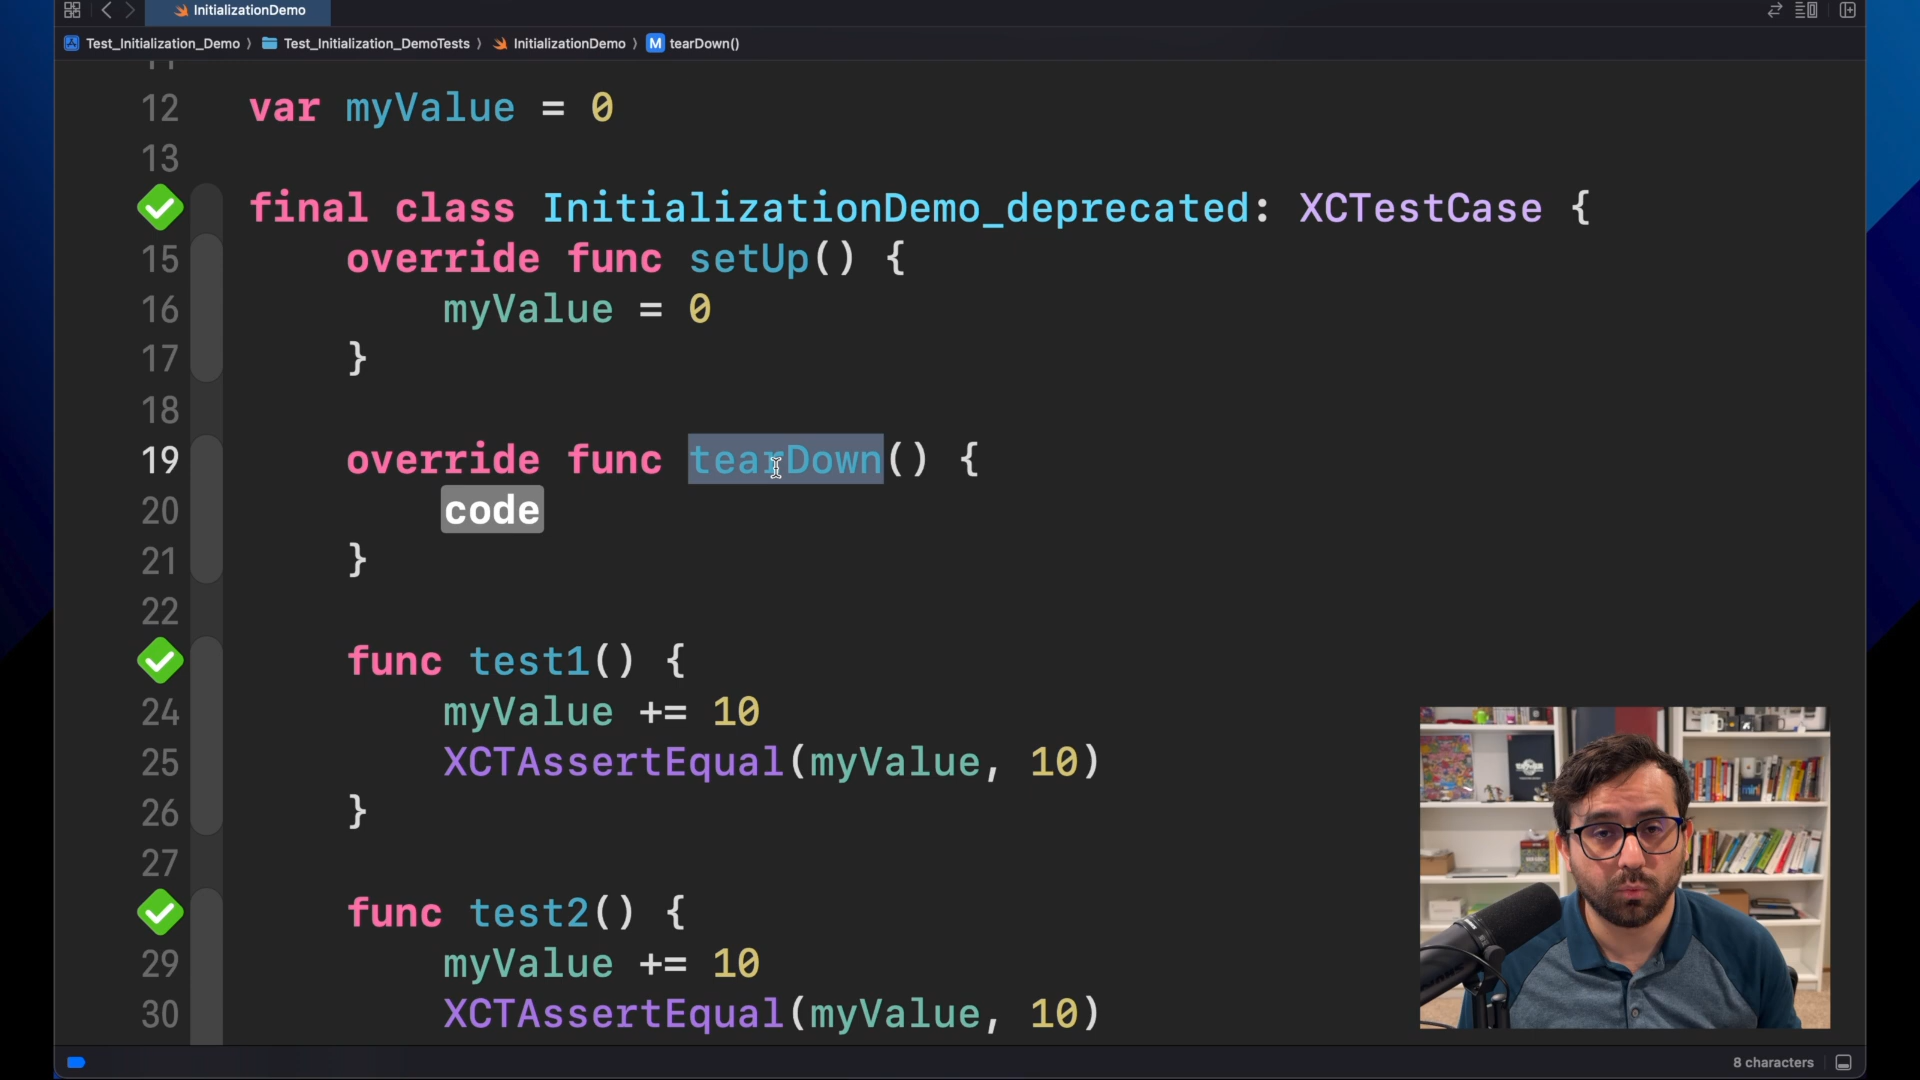 InitializationDemo
Test_Initialization_Demo 〉 Test_Initialization_DemoTests 〉 InitializationDemo 〉 M tearDown()
11
12 var myValue = 0
13
final class InitializationDemo_deprecated: XCTestCase {
15 override func setUp() {
16 myValue = 0
17 }
18
19 override func tearDown() {
20 code
21 }
22
func test1() {
24 myValue += 10
25 XCTAssertEqual(myValue, 10)
26 }
27
func test2() {
29 myValue += 10
30 XCTAssertEqual(myValue, 10)
mini
8 characters